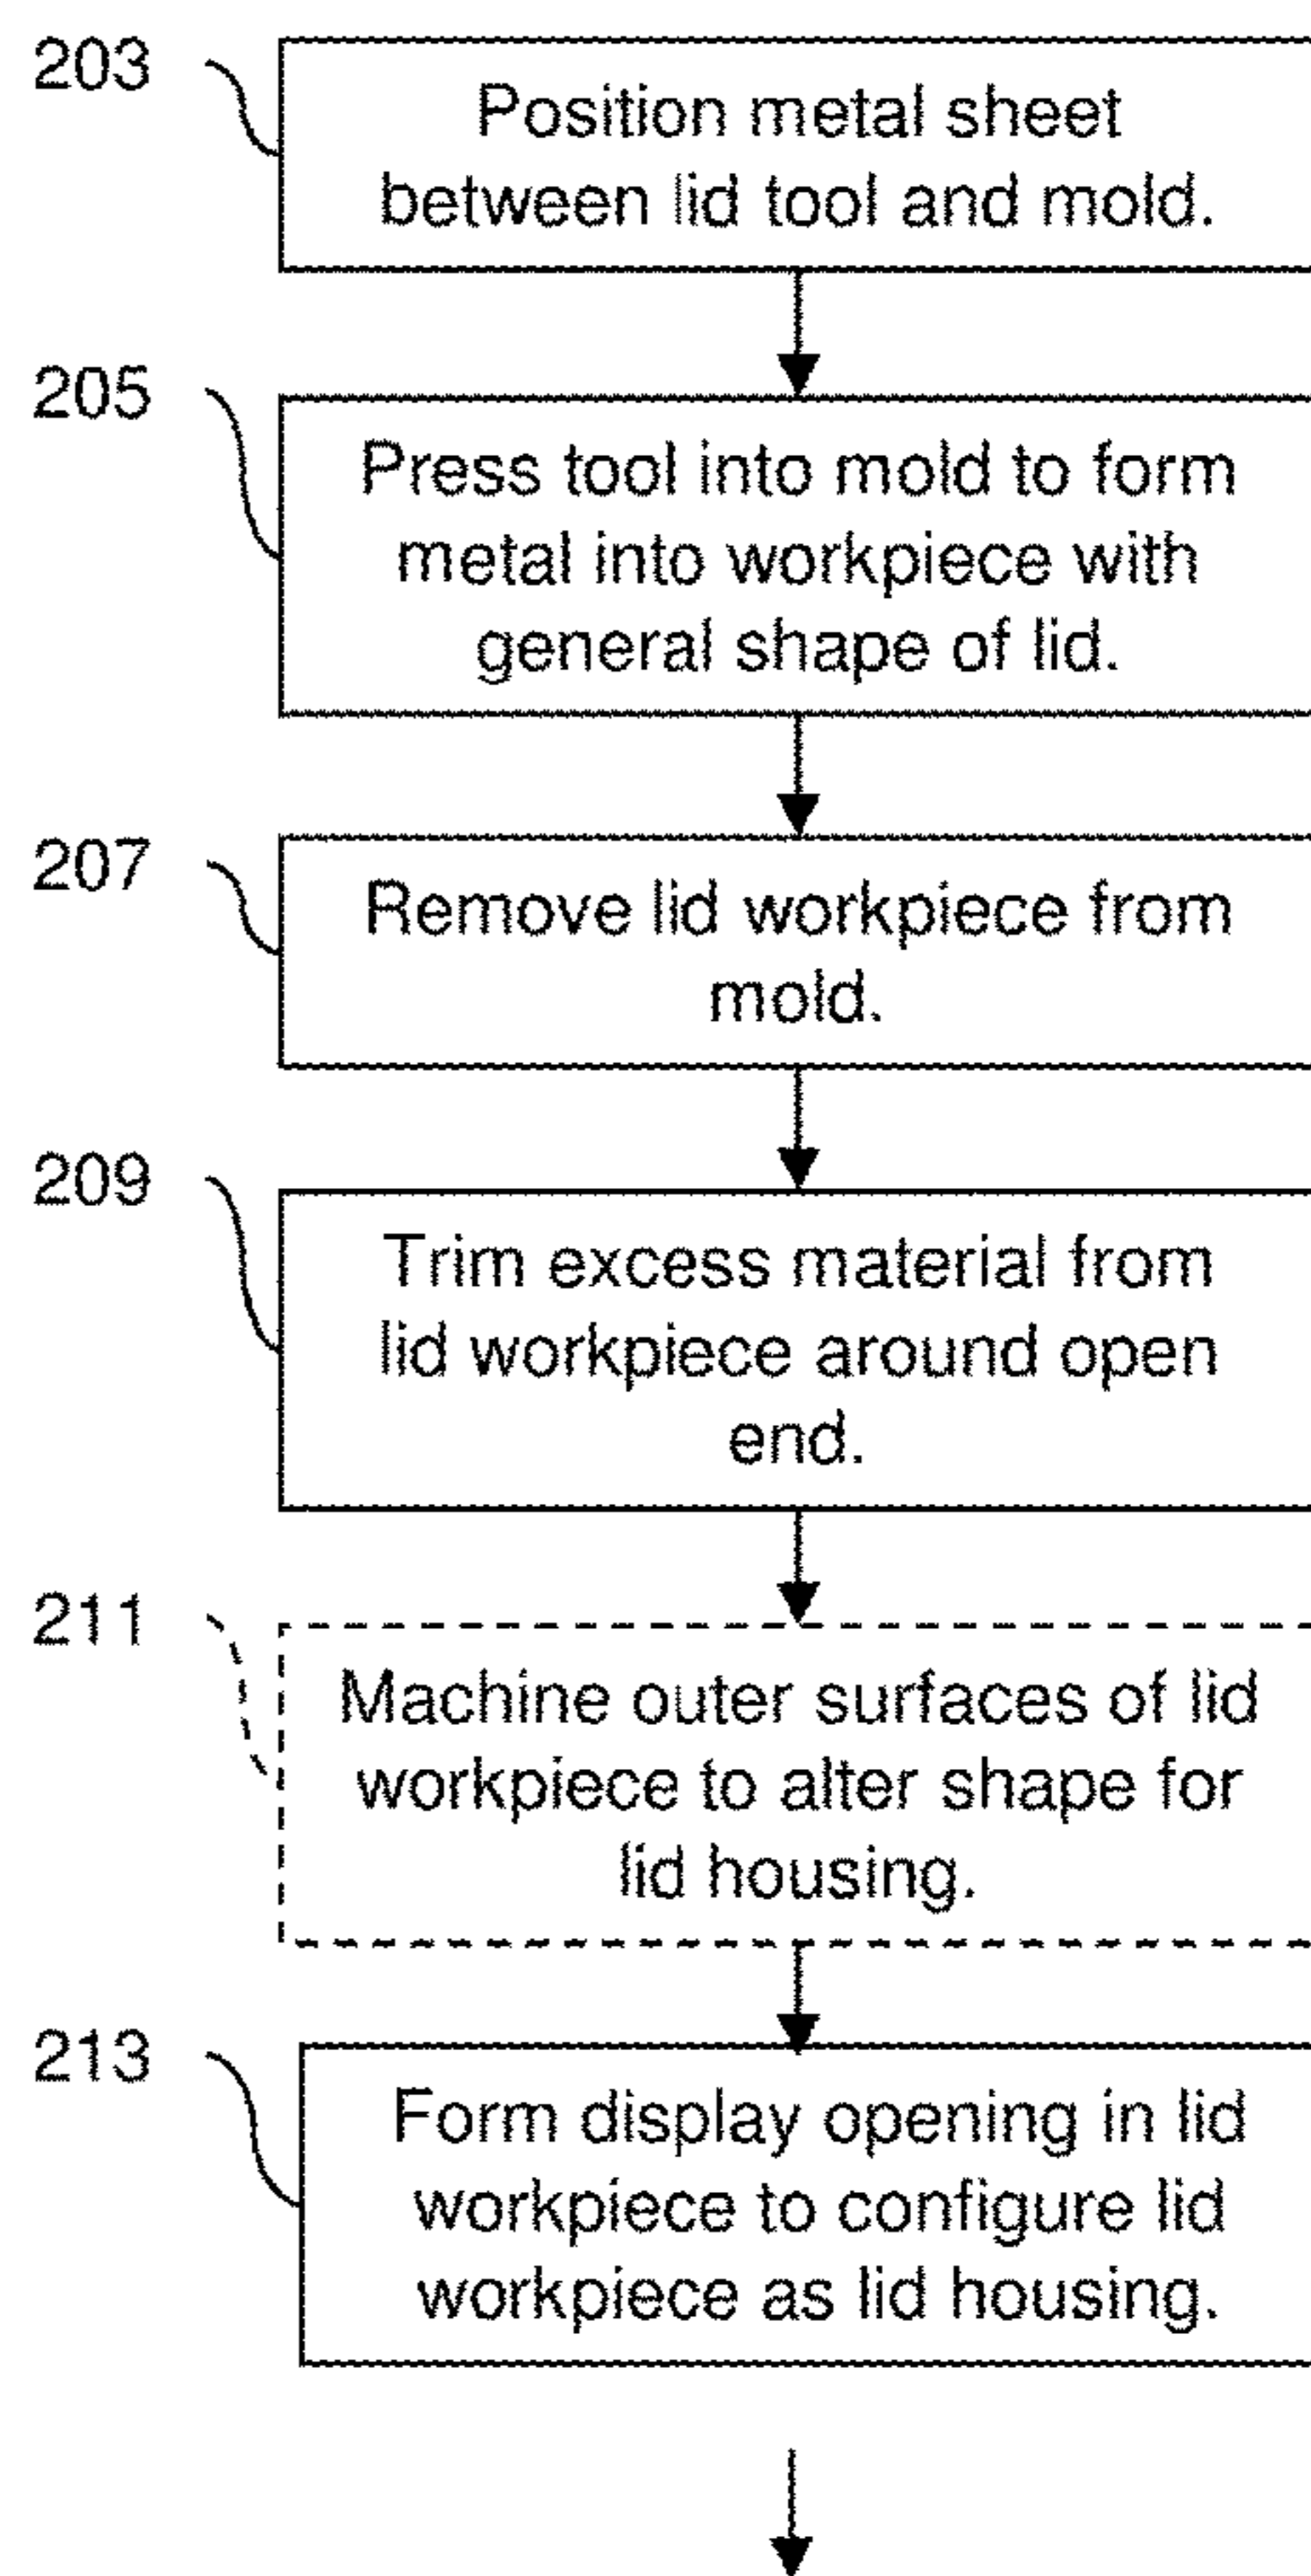 203
Position metal sheet
between lid tool and mold.
205
Press tool into mold to form
metal into workpiece with
general shape of lid.
207
Remove lid workpiece from
mold.
209
Trim excess material from
lid workpiece around open
end.
211
Machine outer surfaces of lid
workpiece to alter shape for
lid housing.
213
Form display opening in lid
workpiece to configure lid
workpiece as lid housing.